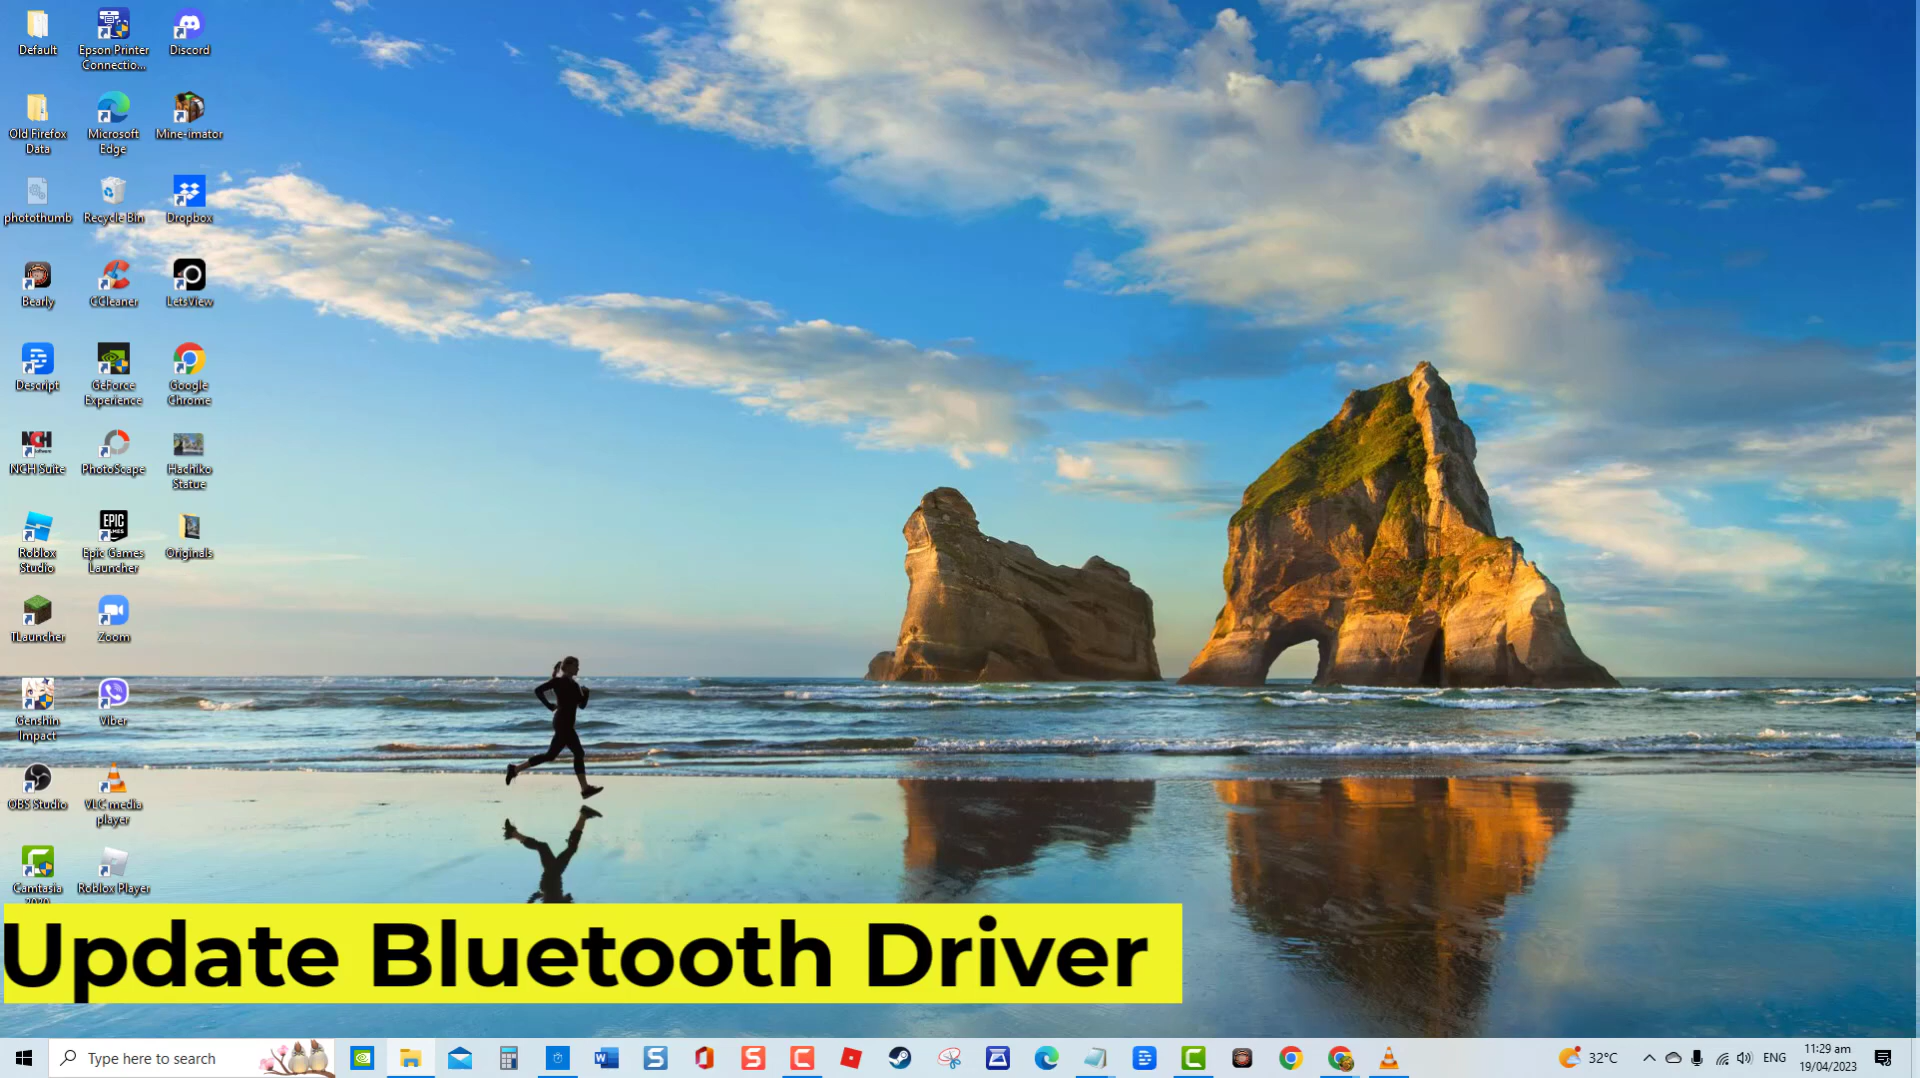 Default
Epson Printer
Connectio...
Discord
Old Firefox
Data
Microsoft
Edge
Mine-imator
photothumb
Recycle Bin
Dropbox
Bearly
CCleaner
LetsView
Descript
GeForce
Experience
Google
Chrome
NCH Suite
PhotoScape
Hachiko
Statue
Roblox
Studio
Epic Games
Launcher
Originals
TLauncher
Zoom
Genshin
Impact
Viber
OBS Studio
VLC media
player
Camtasia
2020
Roblox Player
Update Bluetooth Driver
Type here to search
32°C
ENG
11:29 am
19/04/2023